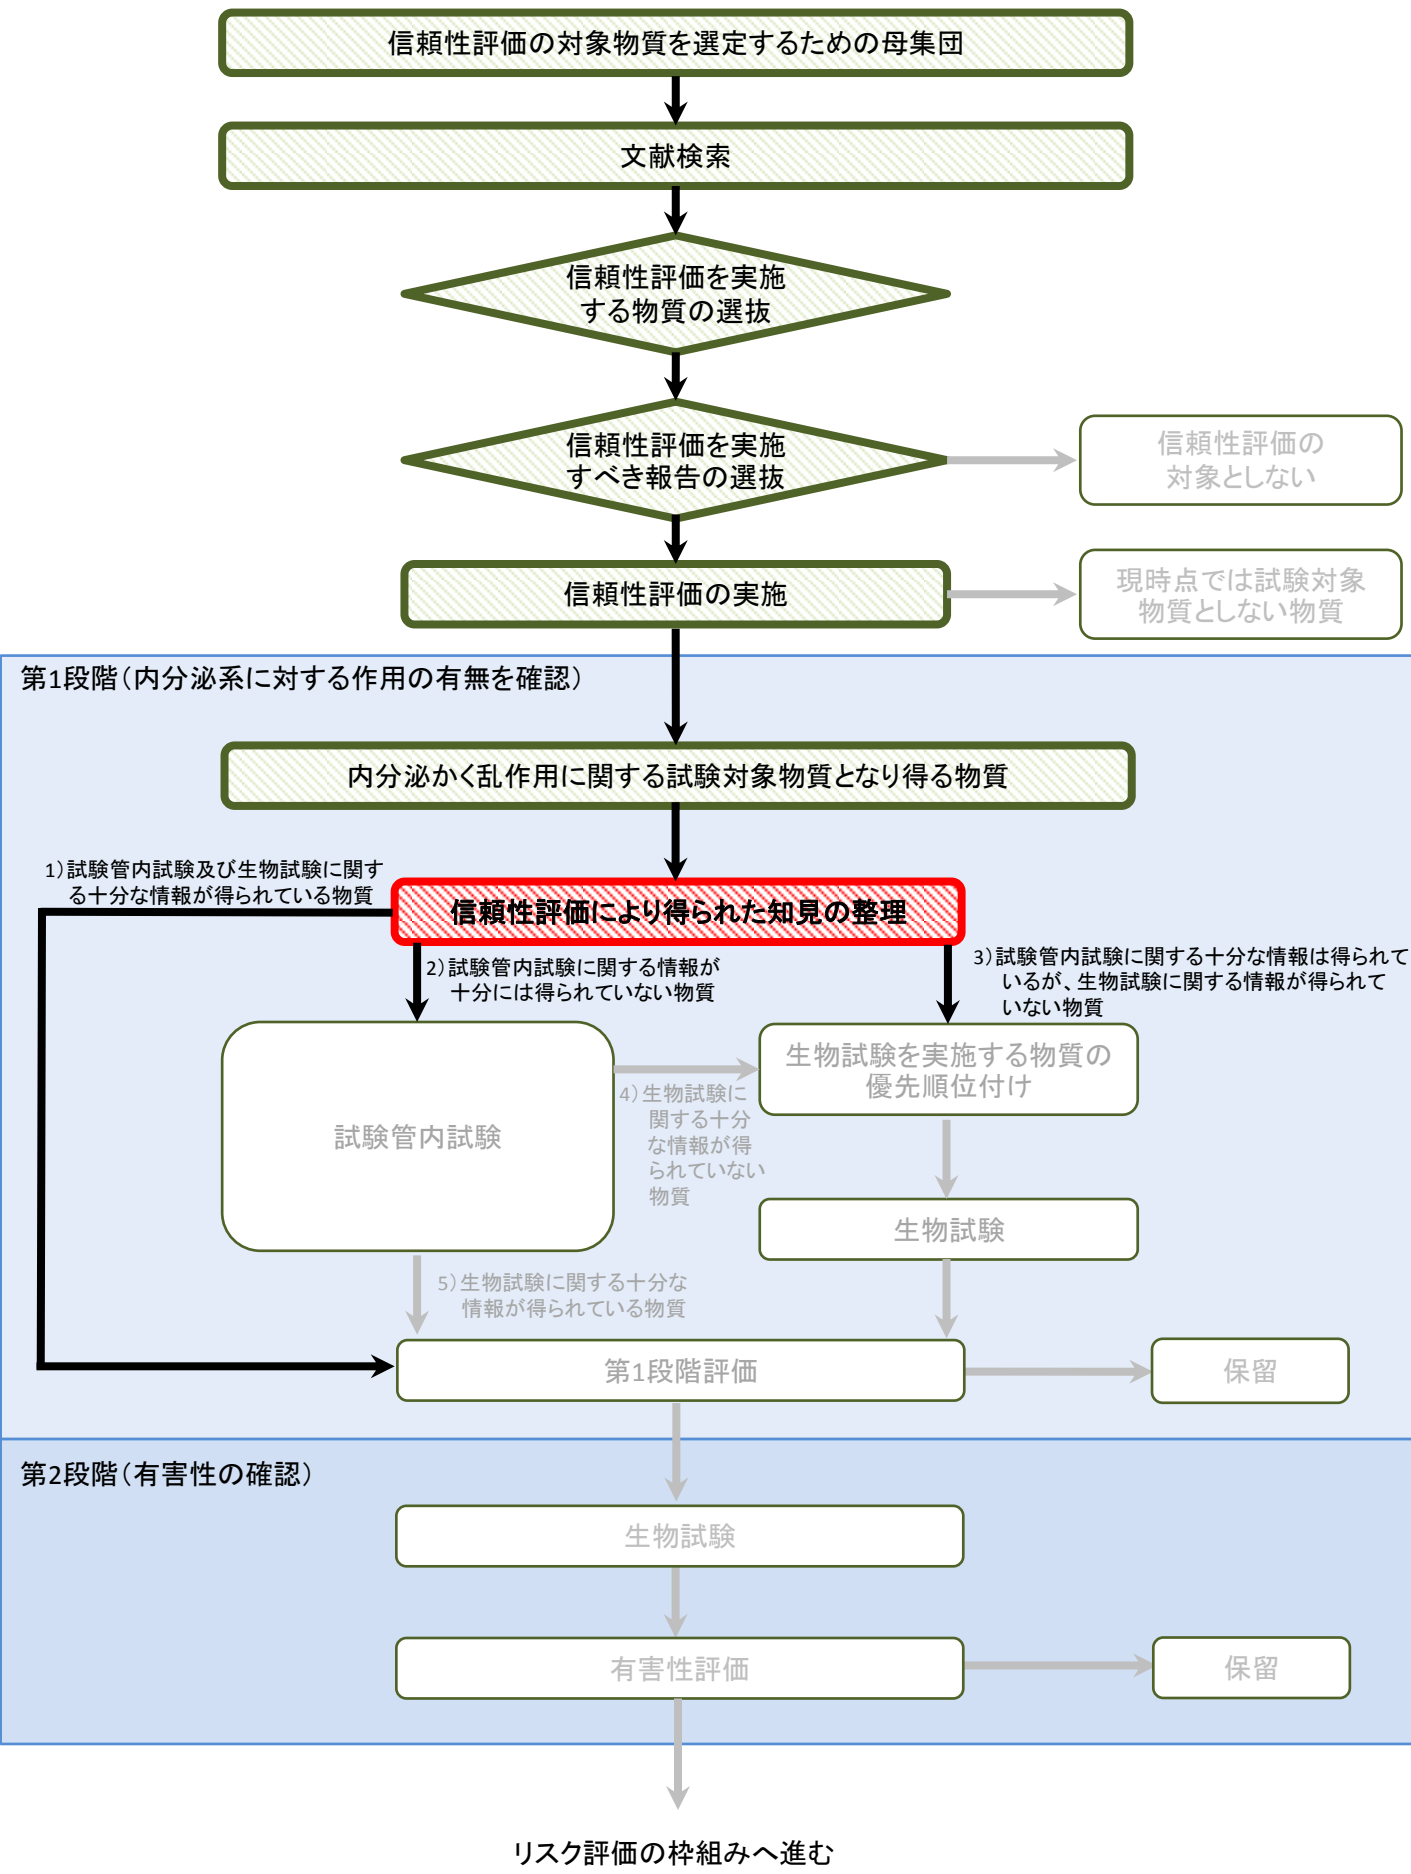 信頼性評価の対象物質を選定するための母集団
文献検索
信頼性評価を実施
する物質の選抜
信頼性評価を実施
すべき報告の選抜
信頼性評価の
対象としない
信頼性評価の実施
現時点では試験対象
物質としない物質
第1段階（内分泌系に対する作用の有無を確認）
内分泌かく乱作用に関する試験対象物質となり得る物質
1）試験管内試験及び生物試験に関す
る十分な情報が得られている物質
信頼性評価により得られた知見の整理
2）試験管内試験に関する情報が
十分には得られていない物質
3）試験管内試験に関する十分な情報は得られて
いるが、生物試験に関する情報が得られて
いない物質
試験管内試験
4）生物試験に
関する十分
な情報が得
られていない
物質
生物試験を実施する物質の
優先順位付け
生物試験
5）生物試験に関する十分な
情報が得られている物質
第1段階評価
保留
第2段階（有害性の確認）
生物試験
有害性評価
保留
リスク評価の枠組みへ進む